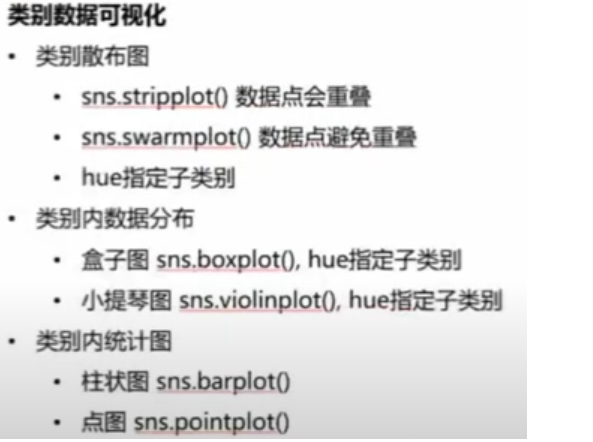 类别数据可视化
• 类别散布图
• sns.stripplot() 数据点会重叠
• sns.swarmplot() 数据点避免重叠
• hue指定子类别
• 类别内数据分布
• 盒子图 sns.boxplot(), hue指定子类别
• 小提琴图 sns.violinplot(), hue指定子类别
• 类别内统计图
• 柱状图 sns.barplot()
• 点图 sns.pointplot()